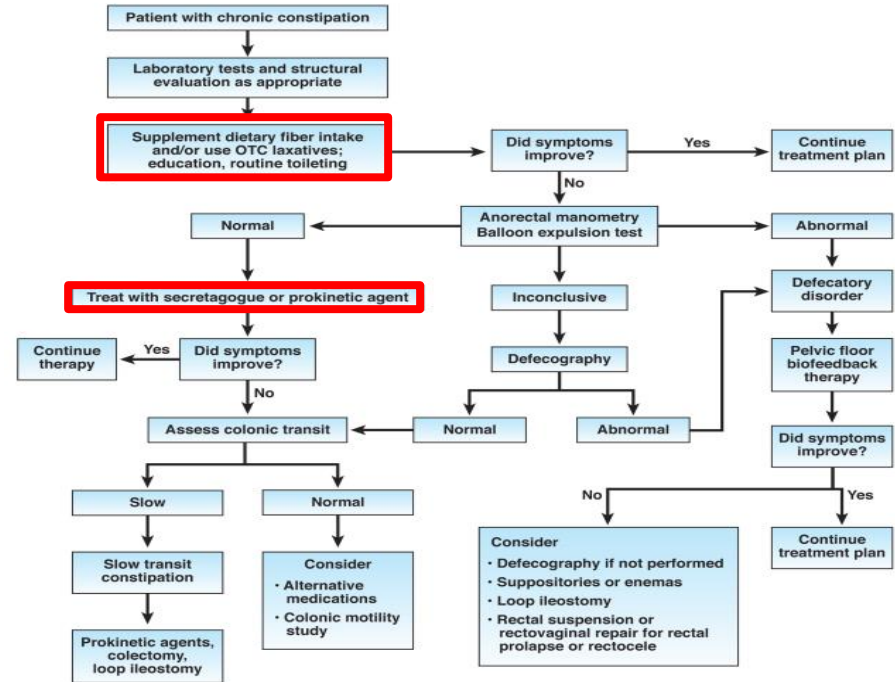 Patient with chronic constipation
Laboratory tests and structural
evaluation as appropriate
Supplement dietary fiber intake
and/or use OTC laxatives;
education, routine toileting
Did symptoms
improve?
Yes
Continue
treatment plan
No
Normal
Anorectal manometry
Balloon expulsion test
Abnormal
Treat with secretagogue or prokinetic agent
Inconclusive
Defecatory
disorder
Continue
therapy
Yes
Did symptoms
improve?
Defecography
Pelvic floor
biofeedback
therapy
No
Assess colonic transit
Normal
Abnormal
Did symptoms
improve?
Slow
Normal
No
Yes
Slow transit
constipation
Consider
• Alternative
medications
• Colonic motility
study
Consider
• Defecography if not performed
• Suppositories or enemas
• Loop ileostomy
• Rectal suspension or
rectovaginal repair for rectal
prolapse or rectocele
Continue
treatment plan
Prokinetic agents,
colectomy,
loop ileostomy